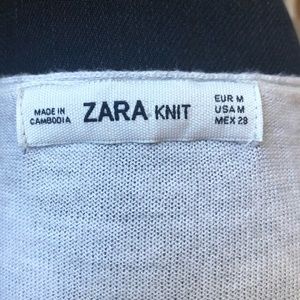 MADE IN
CAMBODIA
ZARA KNIT
EUR M
USA M
MEX 28